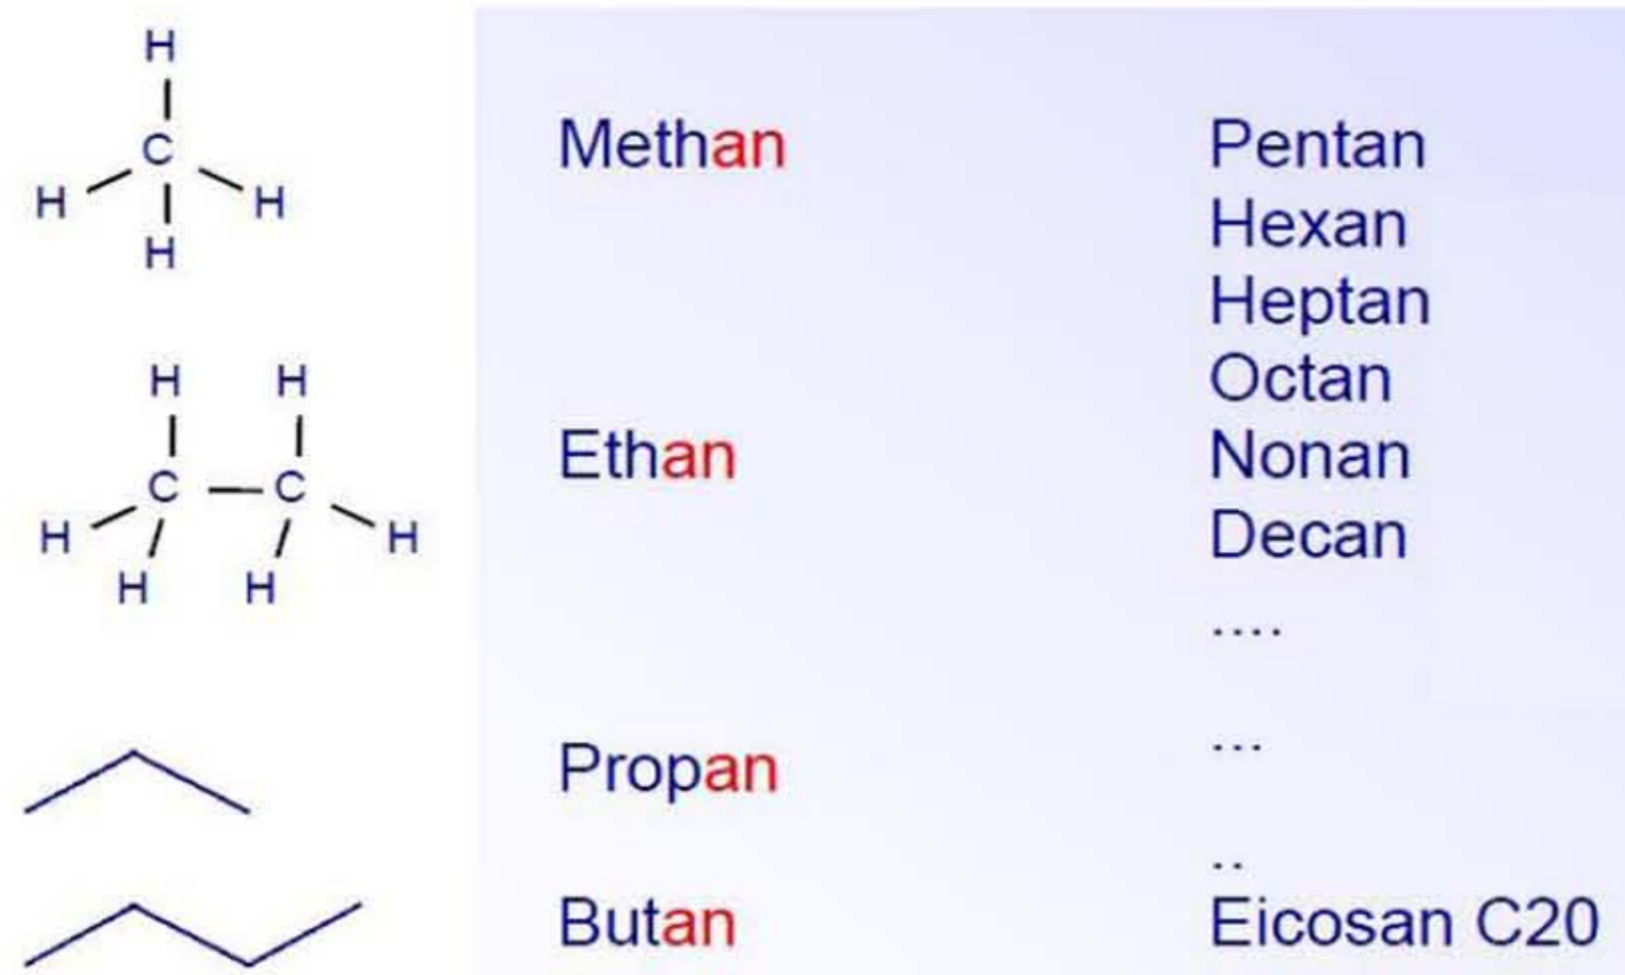 H
C
H H
H
H H
C C
H H
H H
Methan
Ethan
Propan
Butan
Pentan
Hexan
Heptan
Octan
Nonan
Decan
....
...
..
Eicosan C20